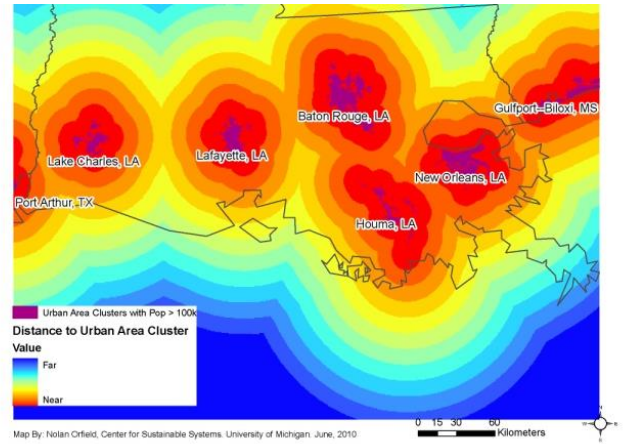 Gulfport--Biloxi, MS
Baton Rouge, LA
Lake Charles, LA
Lafayette, LA
New Orleans, LA
Port Arthur, TX
Houma, LA
Urban Area Clusters with Pop > 100k
Distance to Urban Area Cluster
Value
Far
Near
0 15 30 60
Kilometers
Map By: Nolan Orfield, Center for Sustainable Systems. University of Michigan. June, 2010